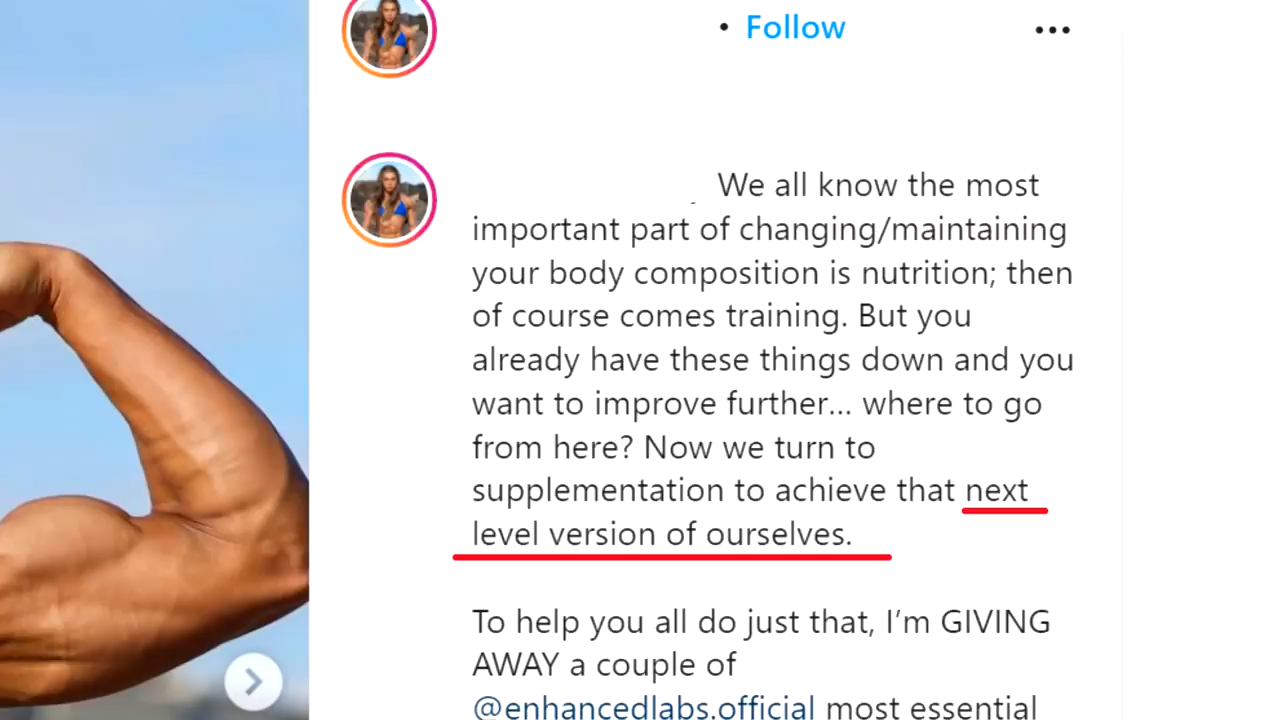 • Follow
We all know the most
important part of changing/maintaining
your body composition is nutrition; then
of course comes training. But you
already have these things down and you
want to improve further... where to go
from here? Now we turn to
supplementation to achieve that next
level version of ourselves.
To help you all do just that, I’m GIVING
AWAY a couple of
@enhancedlabs.official most essential